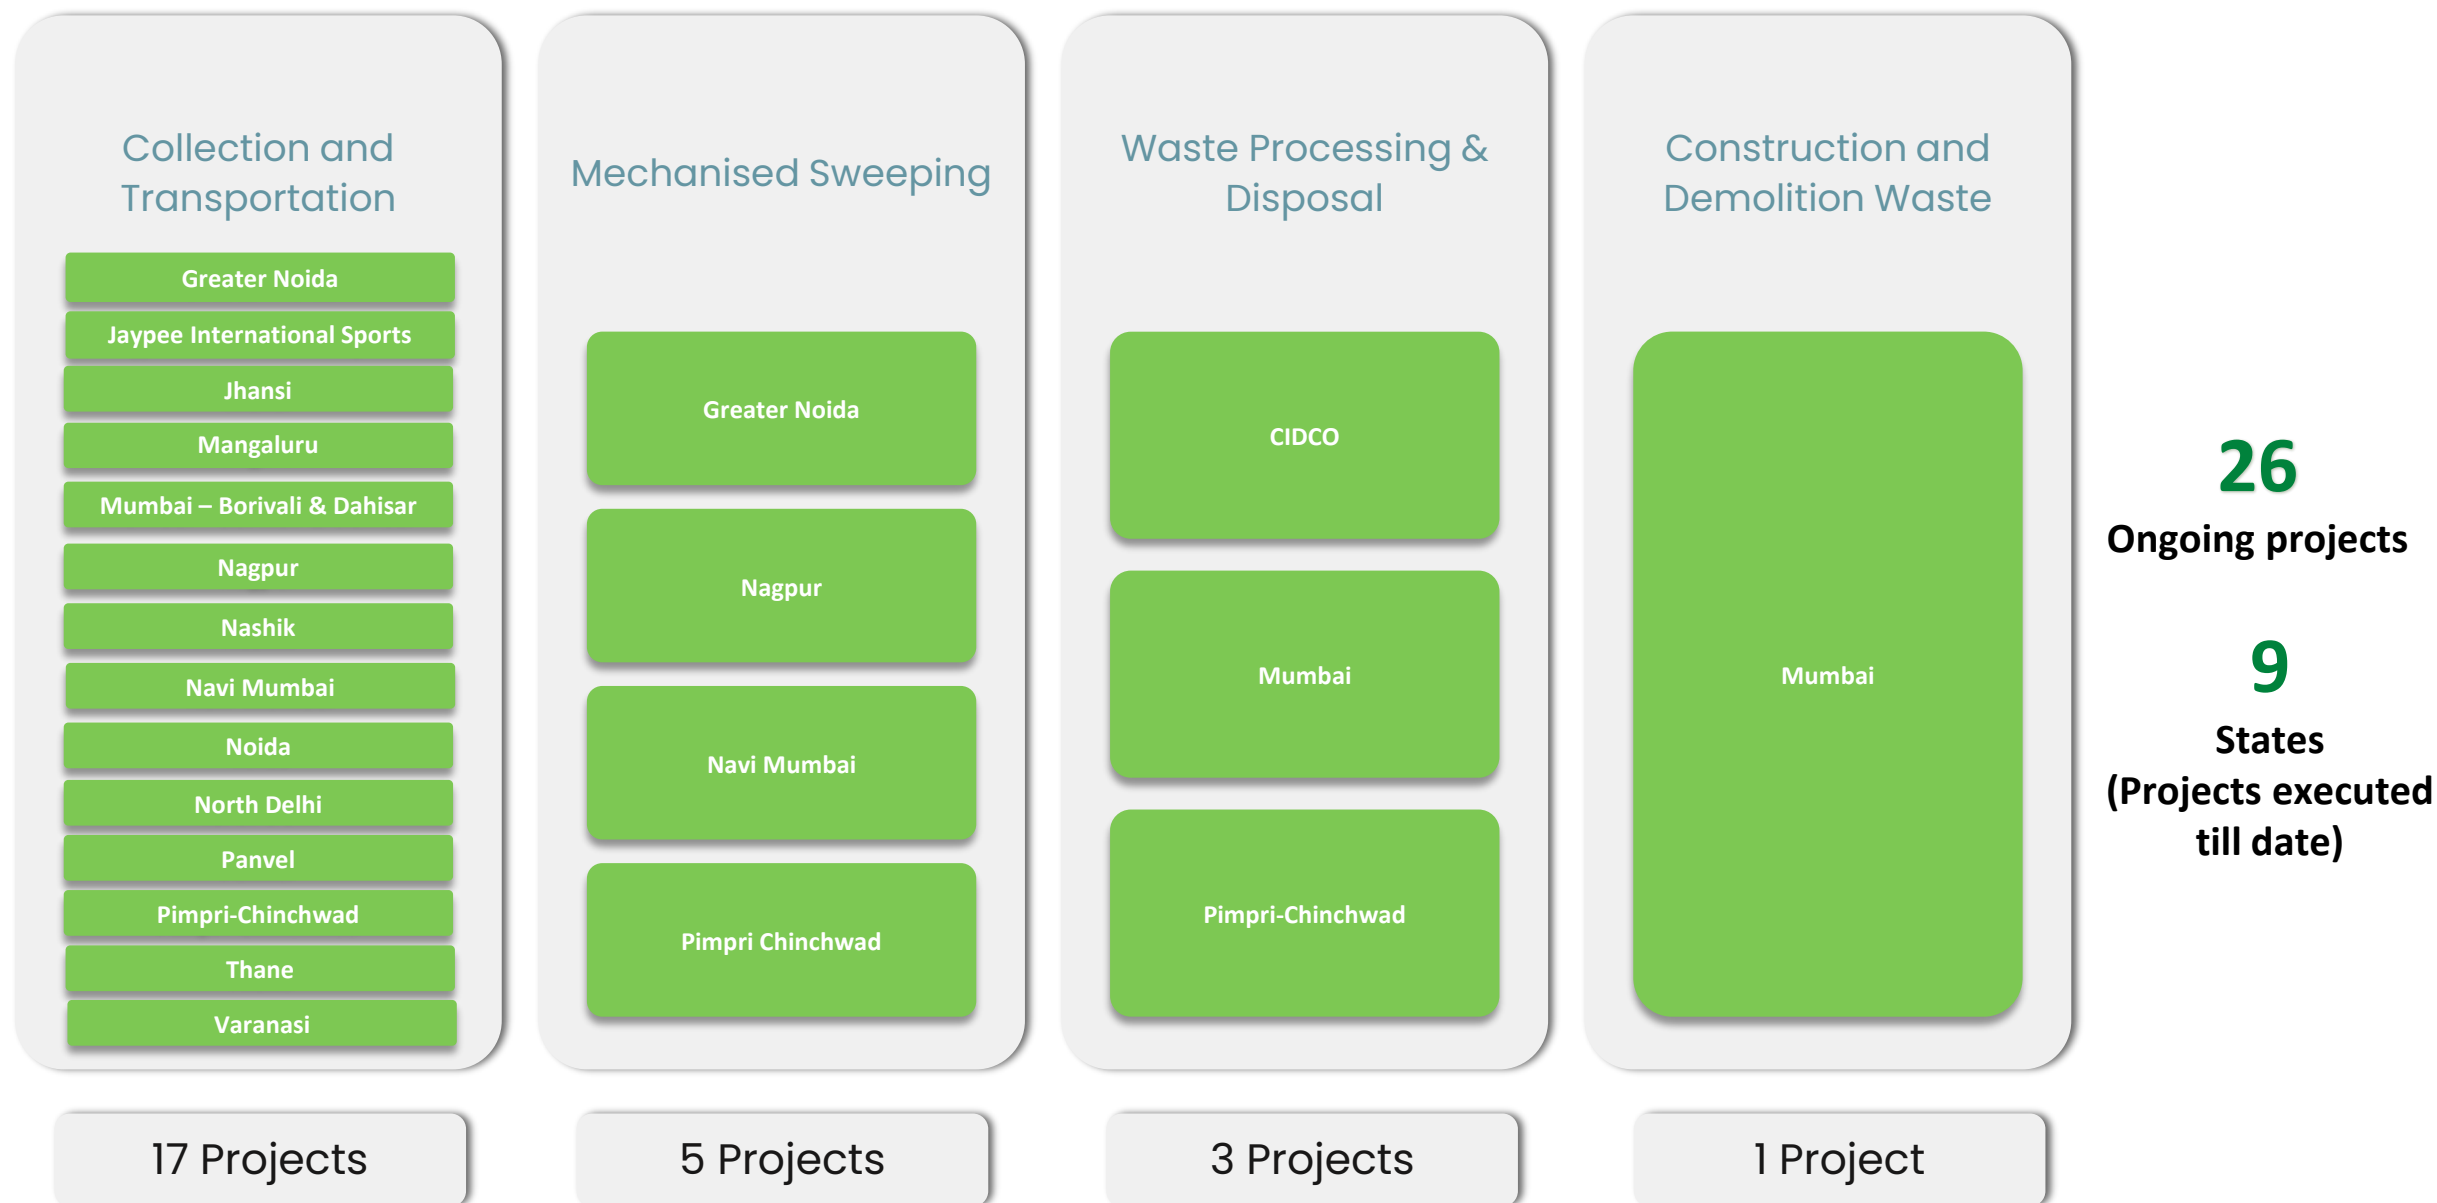 Collection and
Transportation
Greater Noida
Jaypee International Sports
Jhansi
Mangaluru
Mumbai – Borivali & Dahisar
Nagpur
Nashik
Navi Mumbai
Noida
North Delhi
Panvel
Pimpri-Chinchwad
Thane
Varanasi
17 Projects
Mechanised Sweeping
Greater Noida
Nagpur
Navi Mumbai
Pimpri Chinchwad
5 Projects
Waste Processing &
Disposal
CIDCO
Mumbai
Pimpri-Chinchwad
3 Projects
Construction and
Demolition Waste
Mumbai
1 Project
26
Ongoing projects
9
States
(Projects executed
till date)